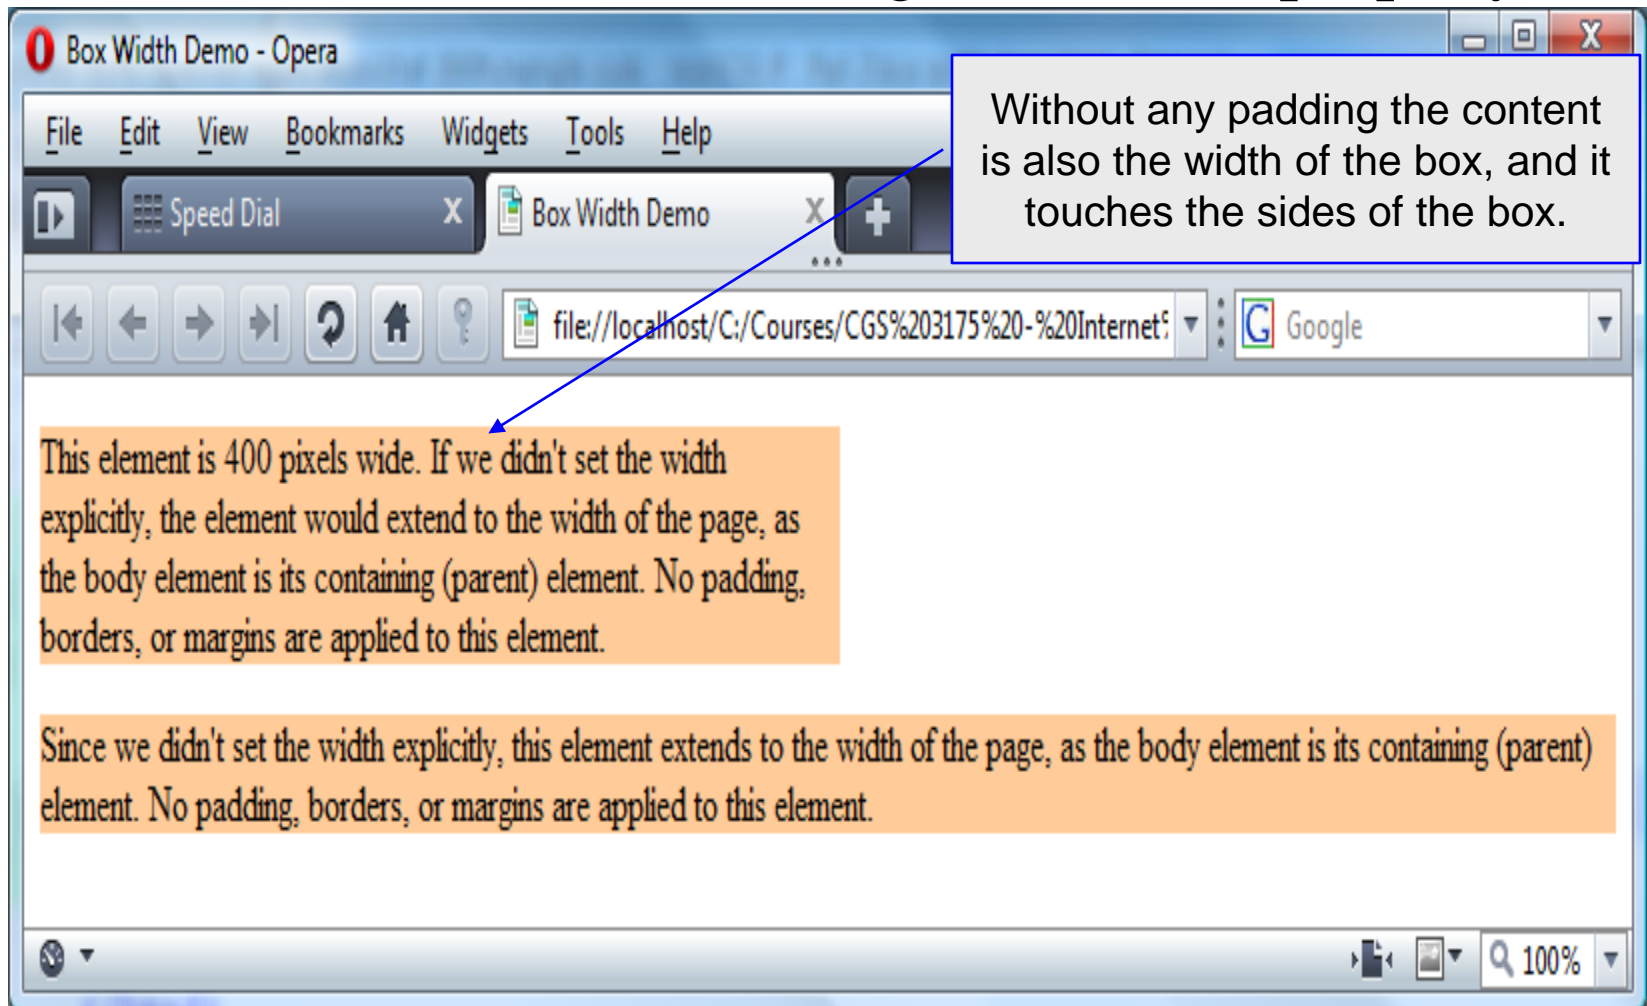 Box Width Demo - Opera
Without any padding the content
is also the width of the box, and it
touches the sides of the box.
File Edit View Bookmarks Widgets Tools Help
Speed Dial X Box Width Demo X
file://localhost/C:/Courses/CGS%203175%20-%20Internet% Google
This element is 400 pixels wide. If we didn't set the width
explicitly, the element would extend to the width of the page, as
the body element is its containing (parent) element. No padding,
borders, or margins are applied to this element.
Since we didn't set the width explicitly, this element extends to the width of the page, as the body element is its containing (parent)
element. No padding, borders, or margins are applied to this element.
100%